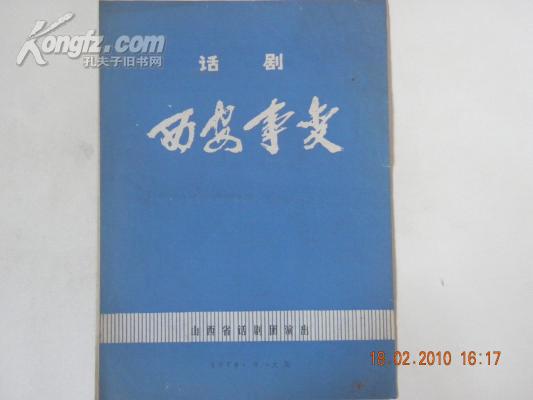 Kongfz.com
孔夫子旧书网
话剧
西安事变
山西省话剧团演出
18.02.2010 16:17